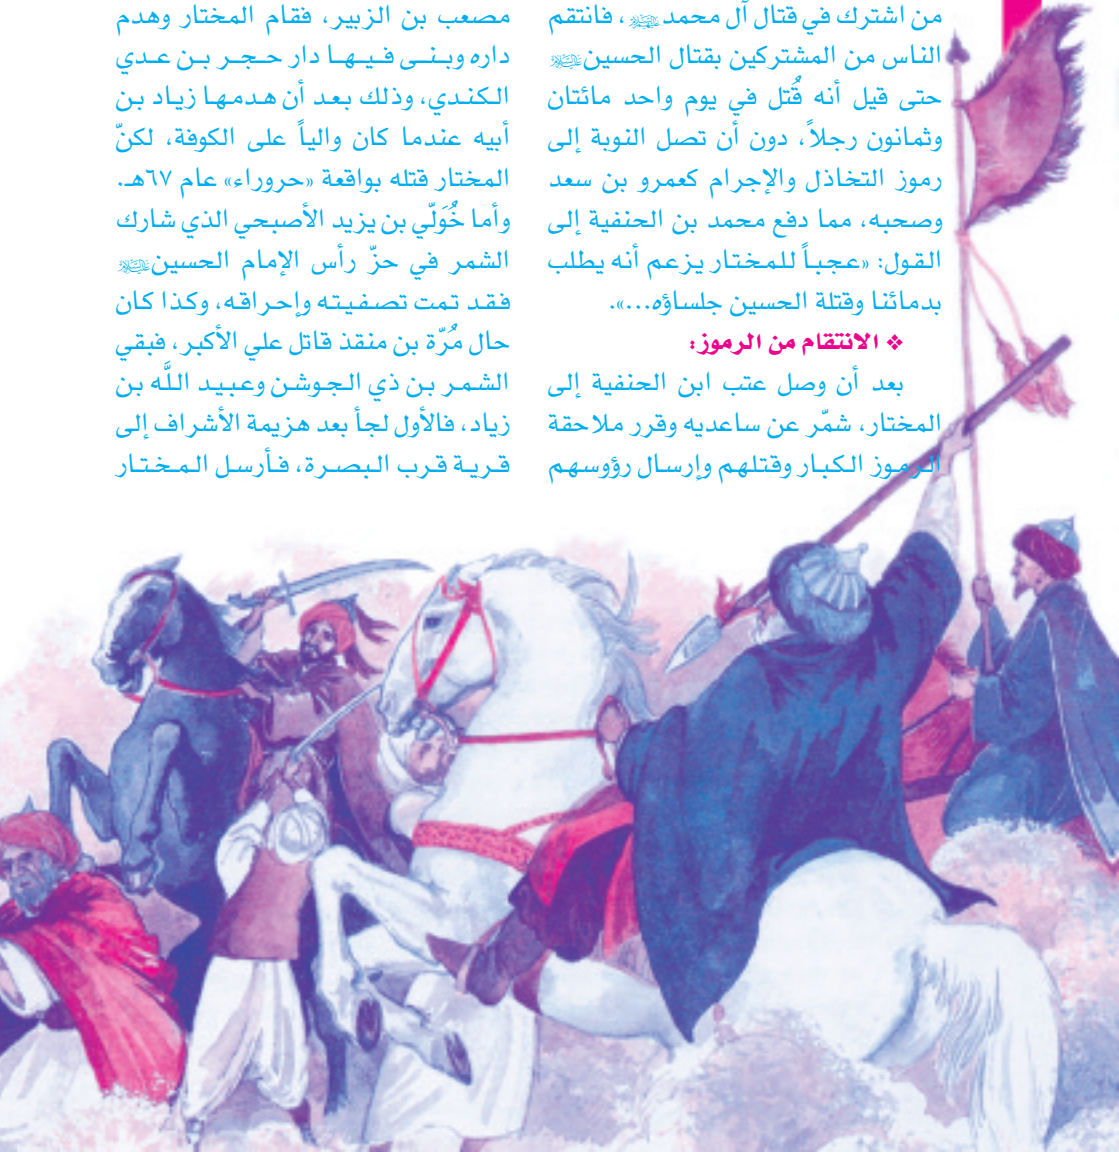 من اشترك في قتال آل محمد عليهم السلام، فانتقم
الناس من المشتركين بقتال الحسين عليه السلام
حتى قيل أنه قُتل في يوم واحد مائتان
وثمانون رجلاً، دون أن تصل النوبة إلى
رموز التخاذل والإجرام كعمرو بن سعد
وصحبه، مما دفع محمد بن الحنفية إلى
القول: «عجباً للمختار يزعم أنه يطلب
بدمائنا وقتلة الحسين جلساؤه...».
❖ الانتقام من الرموز:
بعد أن وصل عتب ابن الحنفية إلى
المختار، شمّر عن ساعديه وقرر ملاحقة
الرموز الكبار وقتلهم وإرسال رؤوسهم
مصعب بن الزبير، فقام المختار وهدم
داره وبنى فيها دار حجر بن عدي
الكندي، وذلك بعد أن هدمها زياد بن
أبيه عندما كان والياً على الكوفة، لكنّ
المختار قتله بواقعة «حروراء» عام ٦٧هـ.
وأما خُوَلّي بن يزيد الأصبحي الذي شارك
الشمر في حزّ رأس الإمام الحسين عليه السلام
فقد تمت تصفيته وإحراقه، وكذا كان
حال مُرّة بن منقذ قاتل علي الأكبر، فبقي
الشمر بن ذي الجوشن وعبيد اللَّه بن
زياد، فالأول لجأ بعد هزيمة الأشراف إلى
قرية قرب البصرة، فأرسل المختار